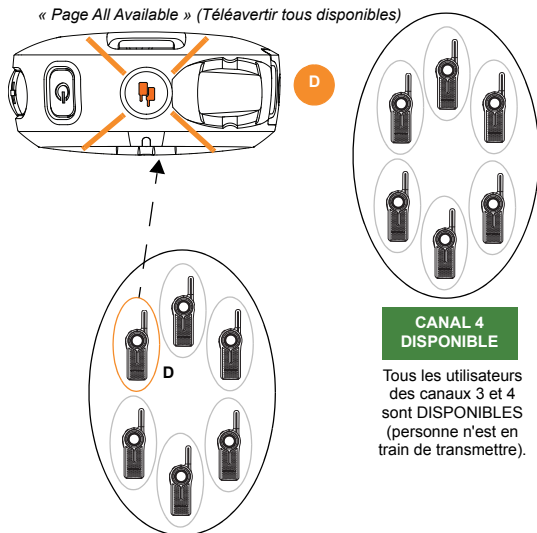 « Page All Available » (Téléavertir tous disponibles)
D
D
CANAL 4
DISPONIBLE
Tous les utilisateurs
des canaux 3 et 4
sont DISPONIBLES
(personne n'est en
train de transmettre).